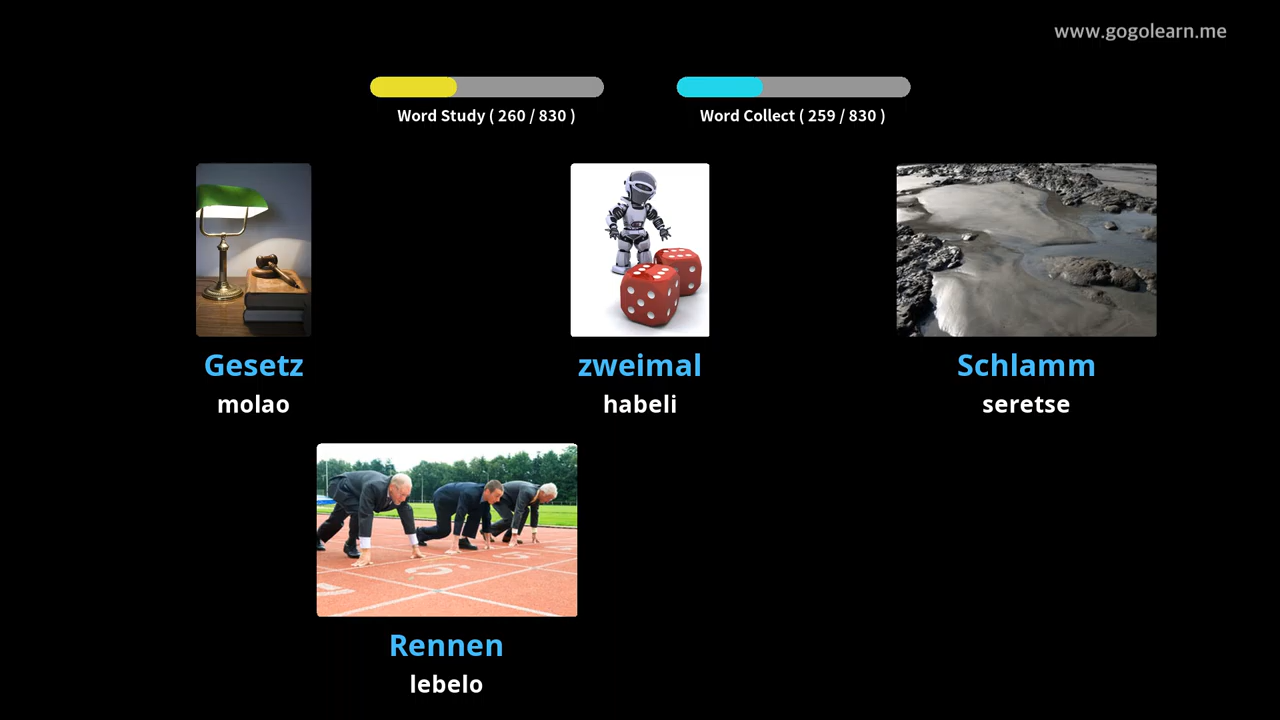 www.gogolearn.me
Word Study ( 260 / 830 )
Word Collect ( 259 / 830 )
Gesetz
molao
zweimal
habeli
Schlamm
seretse
Rennen
lebelo